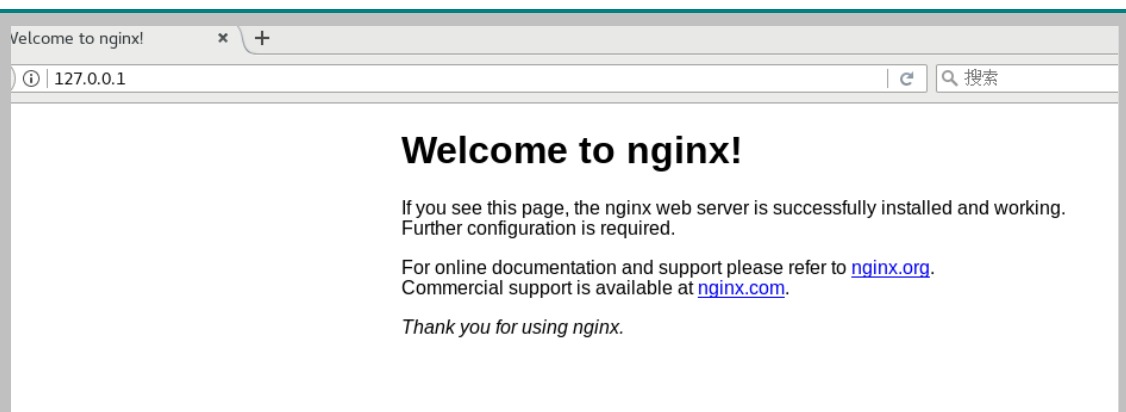 Welcome to nginx!
127.0.0.1
搜索
Welcome to nginx!
If you see this page, the nginx web server is successfully installed and working.
Further configuration is required.
For online documentation and support please refer to nginx.org.
Commercial support is available at nginx.com.
Thank you for using nginx.